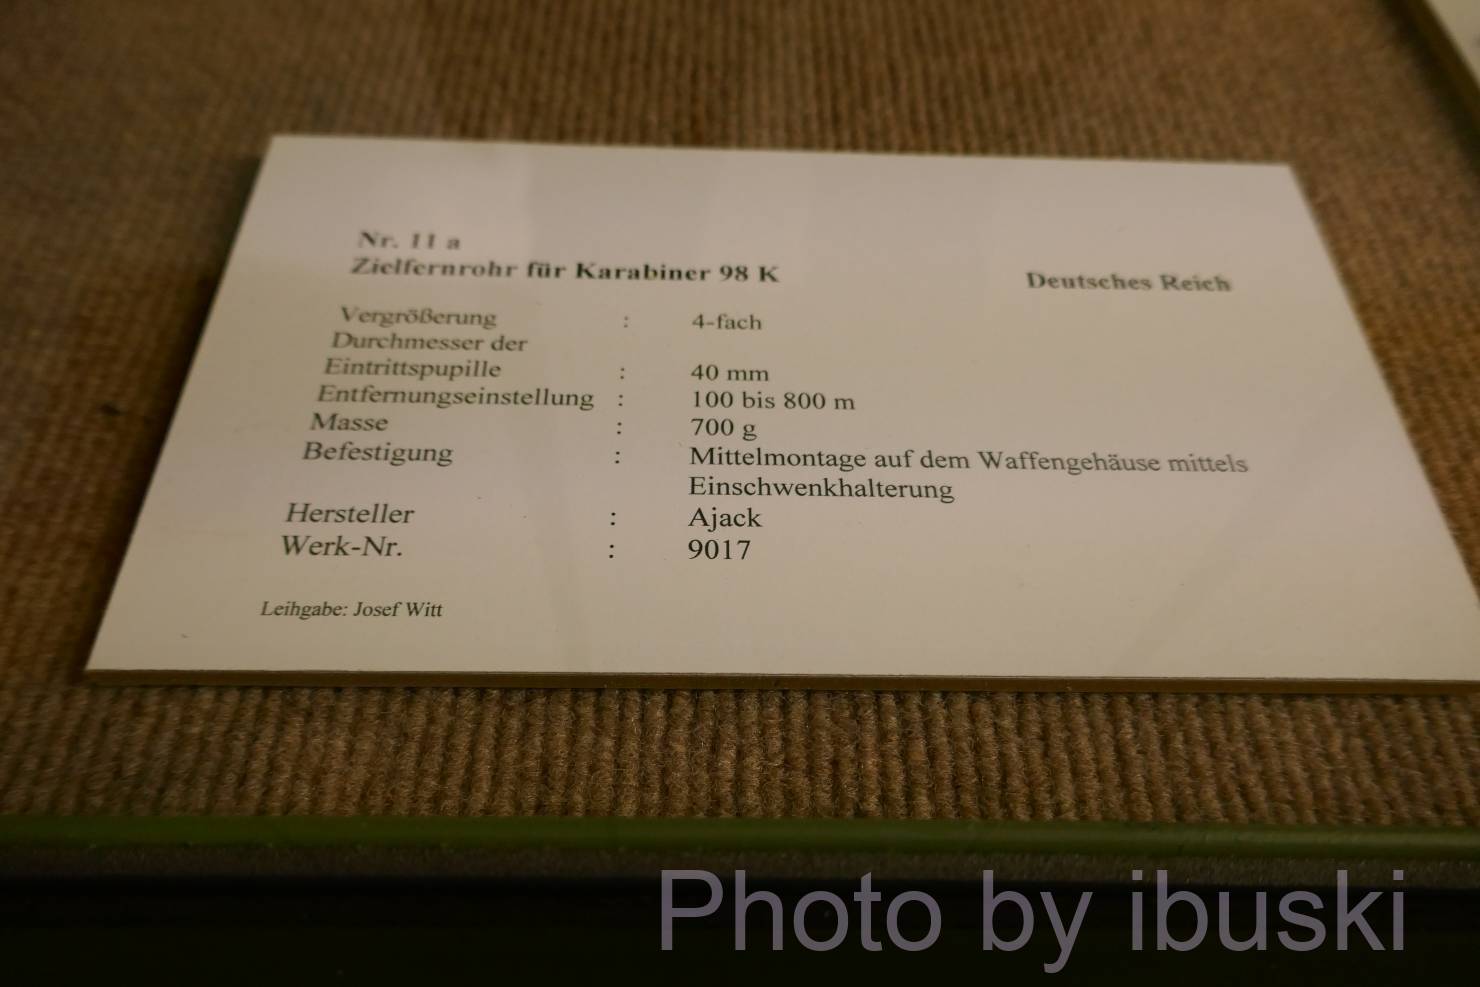 Nr. 11 a
Zielfernrohr für Karabiner 98 K Deutsches Reich
Vergrößerung : 4-fach
Durchmesser der
Eintrittspupille : 40 mm
Entfernungseinstellung : 100 bis 800 m
Masse : 700 g
Befestigung : Mittelmontage auf dem Waffengehäuse mittels
Einschwenkhalterung
Hersteller : Ajack
Werk-Nr. : 9017
Leihgabe: Josef Witt
Photo by ibuski